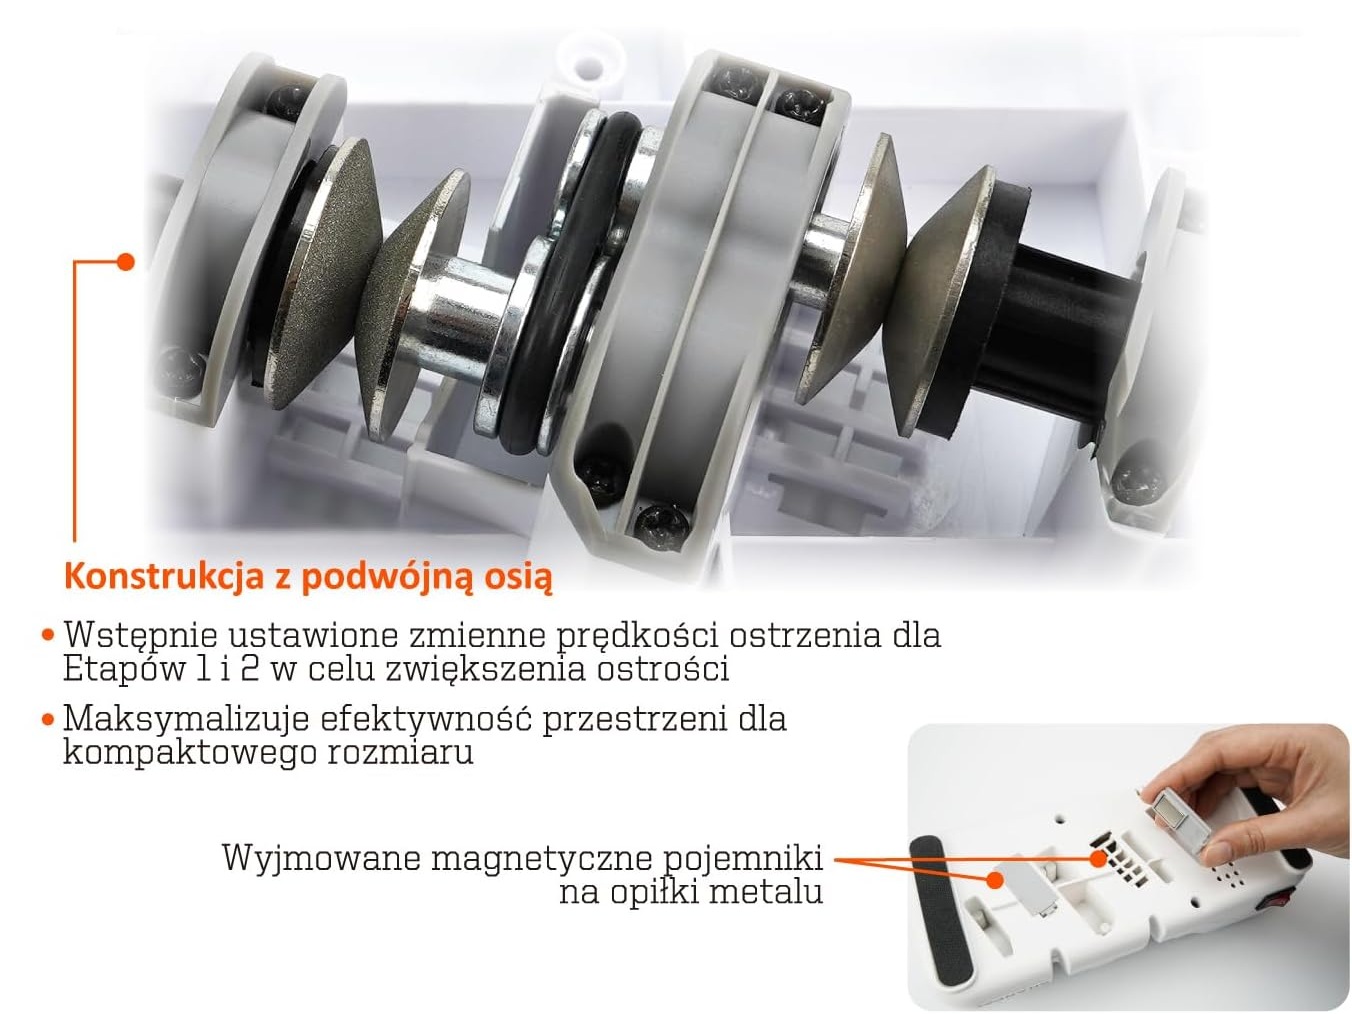 Konstrukcja z podwójną osią
• Wstępnie ustawione zmienne prędkości ostrzenia dla
Etapów 1 i 2 w celu zwiększenia ostrości
• Maksymalizuje efektywność przestrzeni dla
kompaktowego rozmiaru
Wyjmowane magnetyczne pojemniki
na opiłki metalu